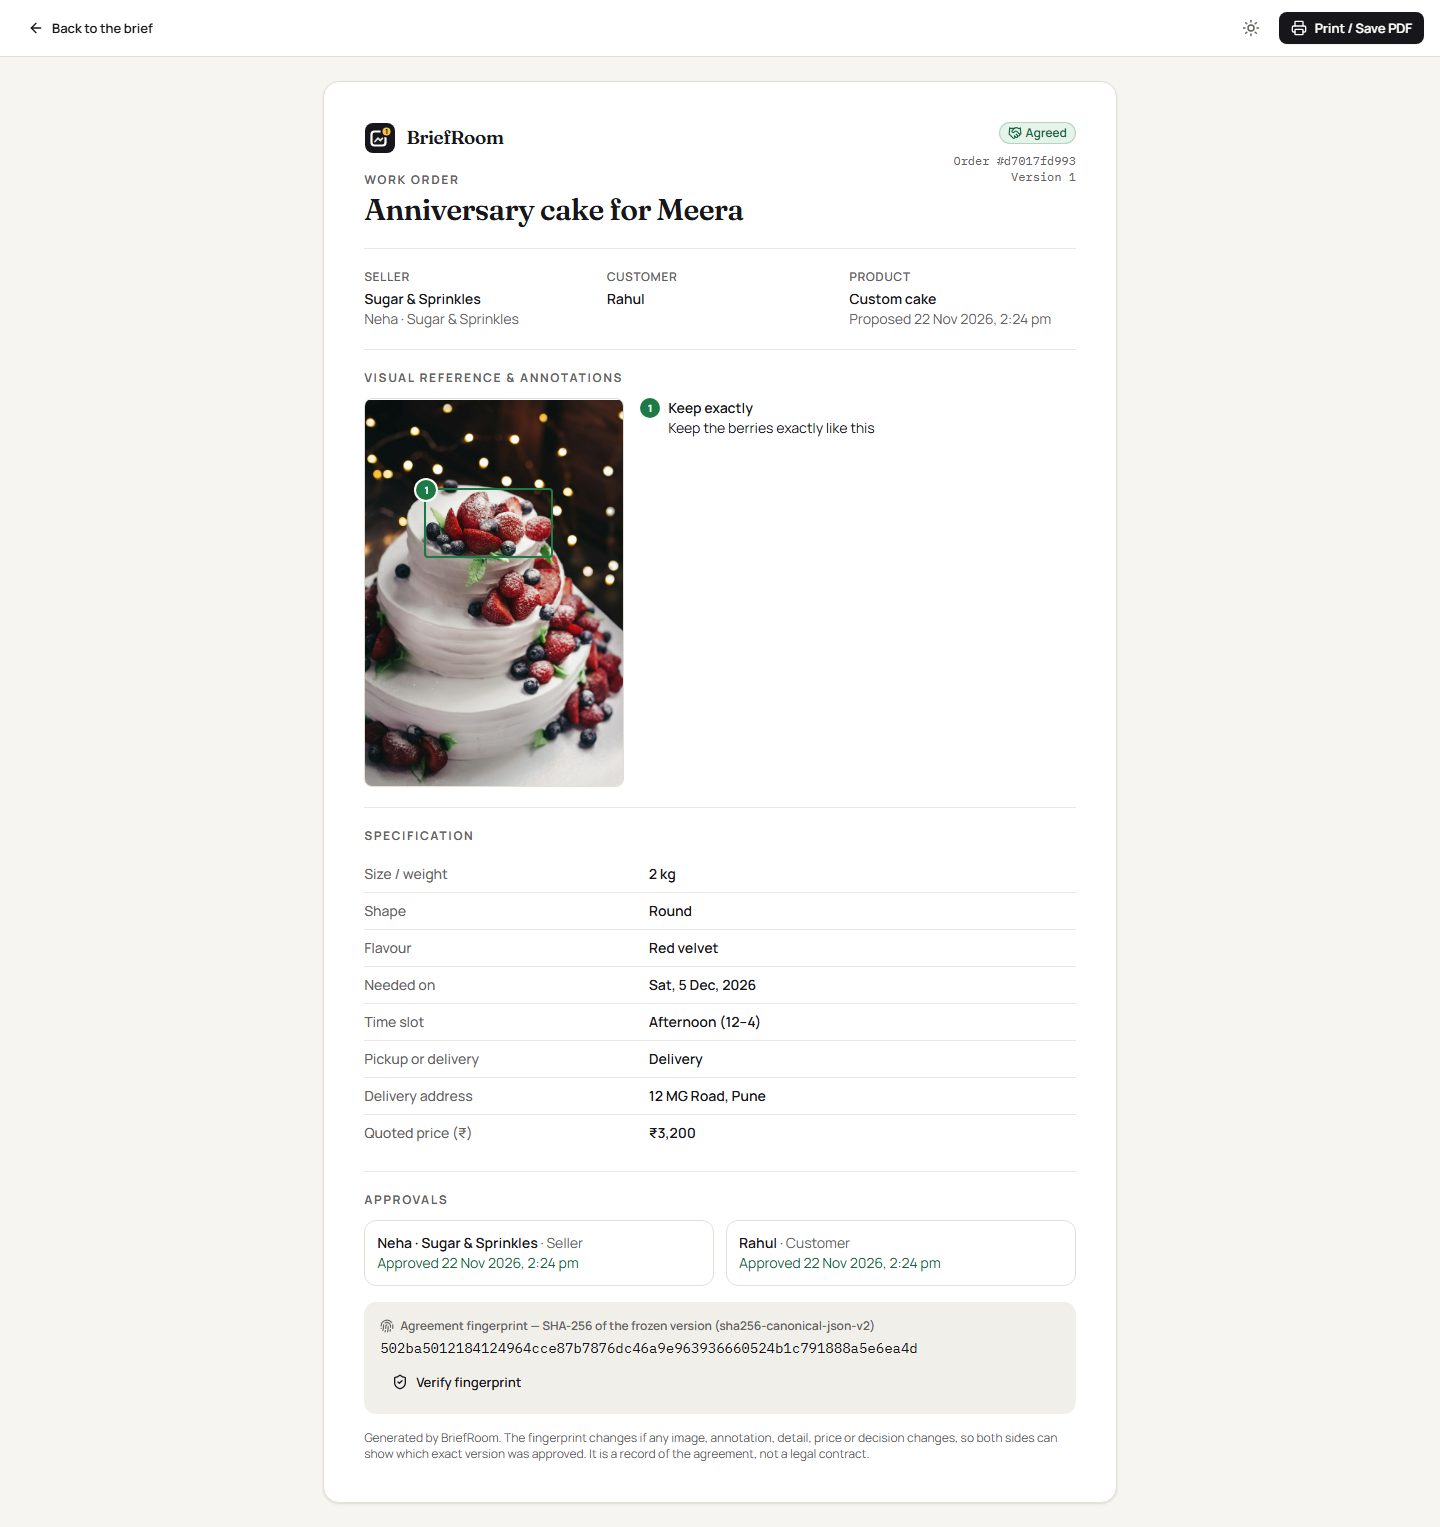 Back to the brief
Print / Save PDF
BriefRoom
Agreed
Order #d7017fd993
Version 1
WORK ORDER
Anniversary cake for Meera
SELLER
Sugar & Sprinkles
Neha · Sugar & Sprinkles
CUSTOMER
Rahul
PRODUCT
Custom cake
Proposed 22 Nov 2026, 2:24 pm
VISUAL REFERENCE & ANNOTATIONS
1
1 Keep exactly
Keep the berries exactly like this
SPECIFICATION
Size / weight 2 kg
Shape Round
Flavour Red velvet
Needed on Sat, 5 Dec, 2026
Time slot Afternoon (12–4)
Pickup or delivery Delivery
Delivery address 12 MG Road, Pune
Quoted price (₹) ₹3,200
APPROVALS
Neha · Sugar & Sprinkles · Seller
Approved 22 Nov 2026, 2:24 pm
Rahul · Customer
Approved 22 Nov 2026, 2:24 pm
Agreement fingerprint — SHA-256 of the frozen version (sha256-canonical-json-v2)
502ba5012184124964cce87b7876dc46a9e963936660524b1c791888a5e6ea4d
Verify fingerprint
Generated by BriefRoom. The fingerprint changes if any image, annotation, detail, price or decision changes, so both sides can
show which exact version was approved. It is a record of the agreement, not a legal contract.